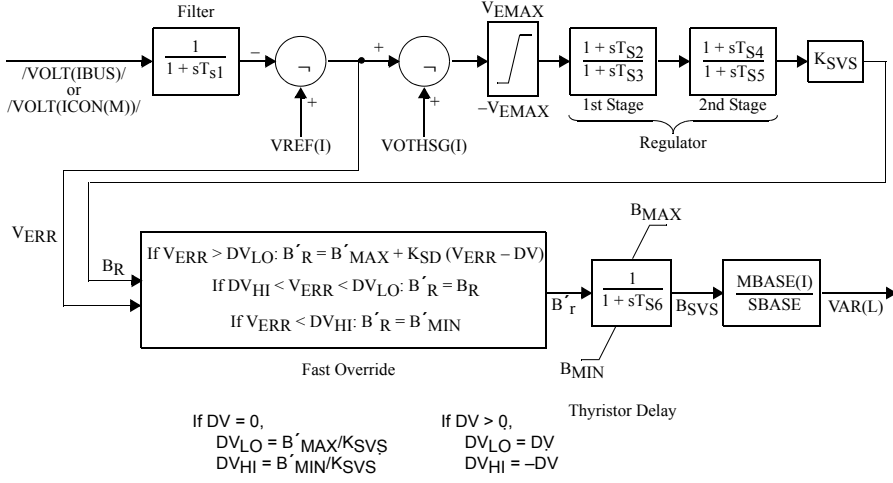 Filter
1
1 + sTs1
−
¬
+
/VOLT(IBUS)/
or
/VOLT(ICON(M))/
VREF(I)
+
¬
+
VOTHSG(I)
VEMAX
−VEMAX
1 + sTS2
1 + sTS3
1st Stage
1 + sTS4
1 + sTS5
2nd Stage
Regulator
KSVS
VERR
BR
If VERR > DVLO: B´R = B´MAX + KSD (VERR − DV)
If DVHI < VERR < DVLO: B´R = BR
If VERR < DVHI: B´R = B´MIN
Fast Override
B´r
BMAX
1
1 + sTS6
BMIN
Thyristor Delay
BSVS
MBASE(I)
SBASE
VAR(L)
If DV = 0,
DVLO = B´MAX/KSVS
DVHI = B´MIN/KSVS
If DV > 0,
DVLO = DV
DVHI = −DV